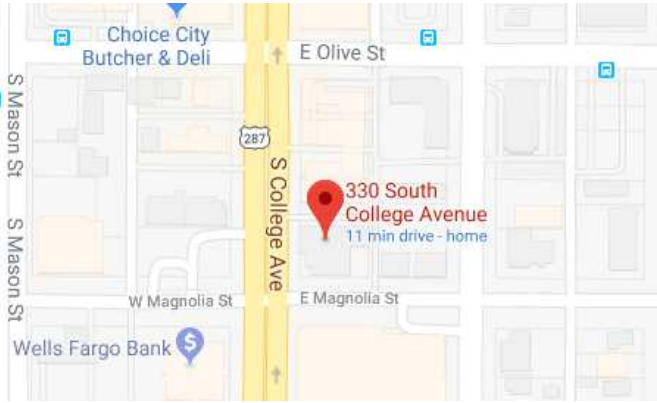 Choice City
Butcher & Deli
E Olive St
S Mason St
287
S College Ave
330 South
College Avenue
11 min drive - home
S Mason St
W Magnolia St
E Magnolia St
Wells Fargo Bank
$